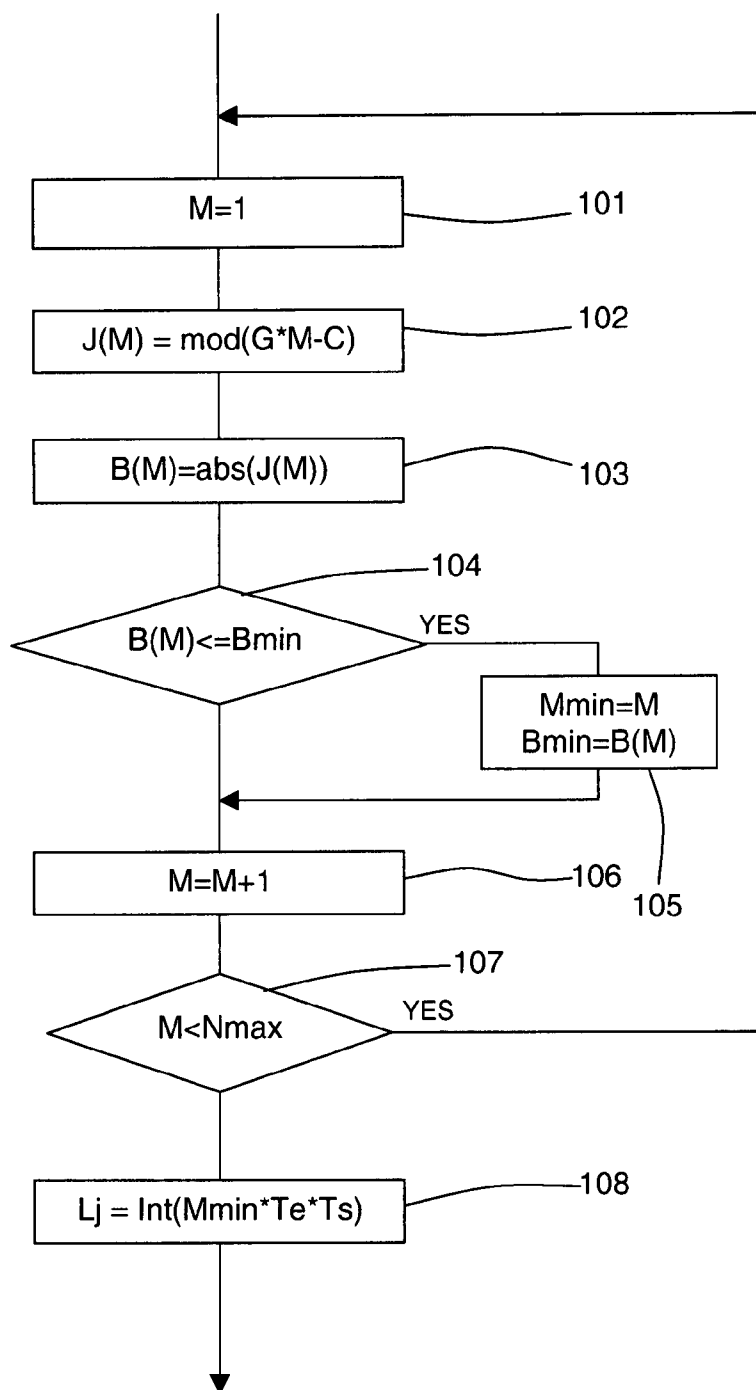 M=1
101
J(M) = mod(G*M-C)
102
B(M)=abs(J(M))
103
104
B(M)<=Bmin
YES
Mmin=M
Bmin=B(M)
105
M=M+1
106
107
M<Nmax
YES
Lj = Int(Mmin*Te*Ts)
108